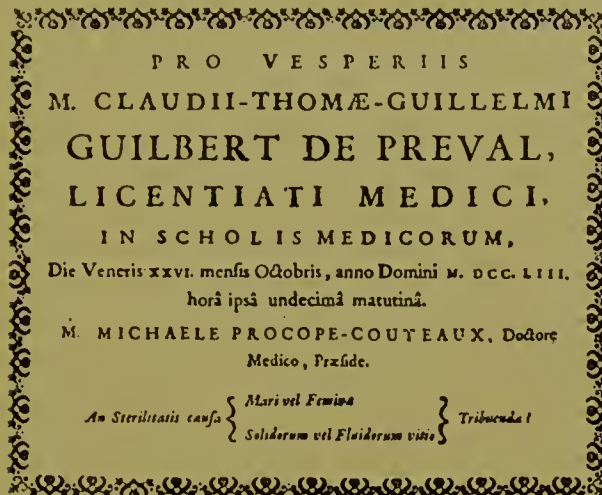 PRO VESPERIIS
M. CLAUDII-THOMÆ-GUILLELMI
GUILBERT DE PREVAL,
LICENTIATI MEDICI,
IN SCHOLIS MEDICORUM,
Die Veneris XXVI. mensis Octobris, anno Domini M. DCC. LIII.
horâ ipsâ undecimâ matutinâ.
M. MICHAELE PROCOPE-COUTEAUX, Doctore
Medico, Præside.
Mari vel Femina
An Sterilitatis causa { } Tribuenda?
Solidorum vel Fluidorum vitio